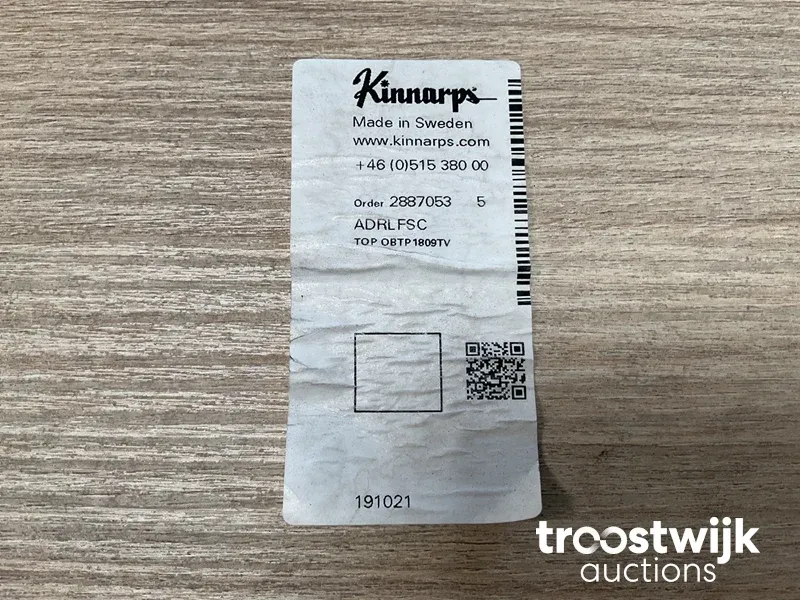 Kinnarps
Made in Sweden
www.kinnarps.com
+46 (0)515 380 00
Order 2887053 5
ADRLFSC
TOP OBTP1809TV
191021
troostwijk
auctions